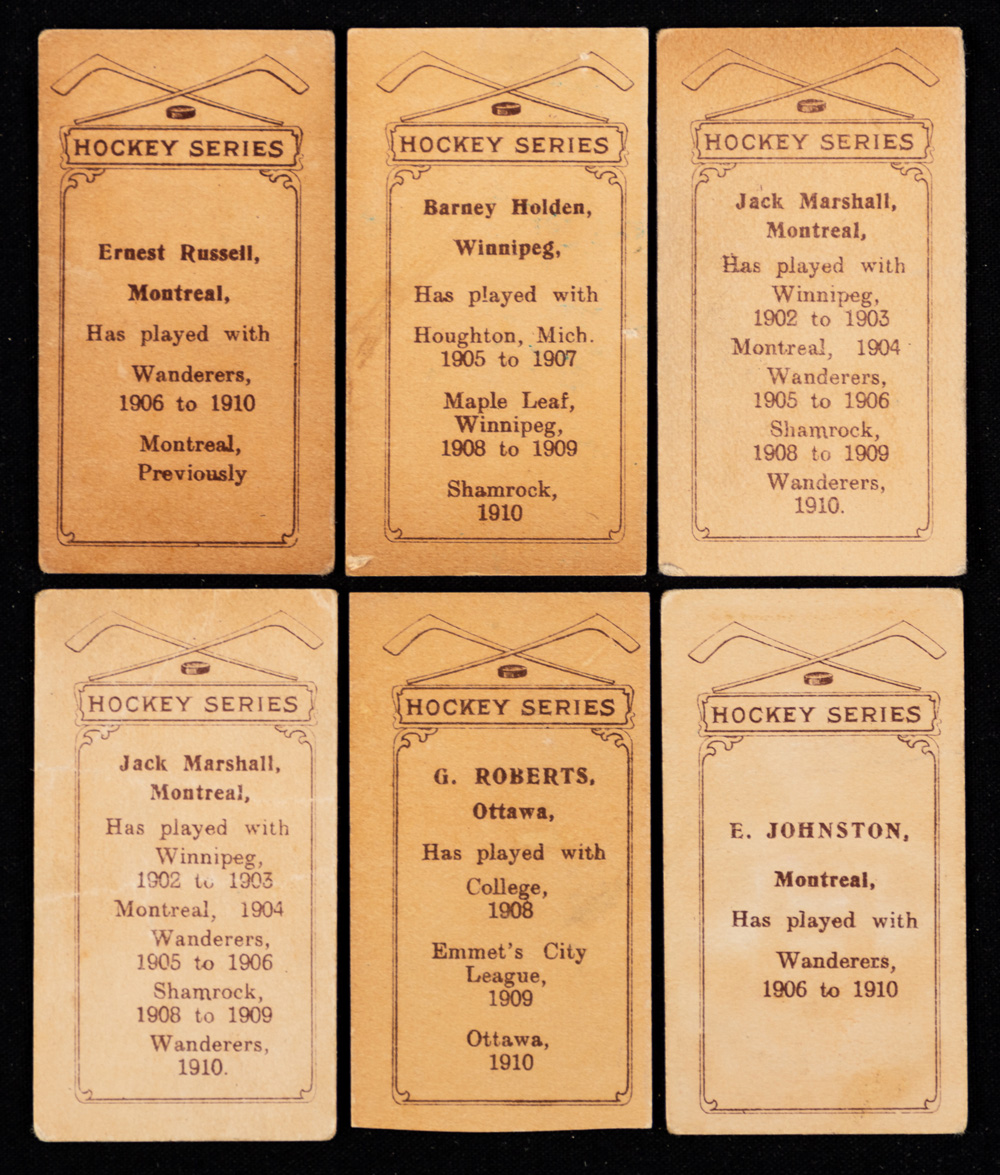 HOCKEY SERIES
Ernest Russell,
Montreal,
Has played with
Wanderers,
1906 to 1910
Montreal,
Previously
HOCKEY SERIES
Barney Holden,
Winnipeg,
Has played with
Houghton, Mich.
1905 to 1907
Maple Leaf,
Winnipeg,
1908 to 1909
Shamrock,
1910
HOCKEY SERIES
Jack Marshall,
Montreal,
Has played with
Winnipeg,
1902 to 1903
Montreal, 1904
Wanderers,
1905 to 1906
Shamrock,
1908 to 1909
Wanderers,
1910.
HOCKEY SERIES
Jack Marshall,
Montreal,
Has played with
Winnipeg,
1902 to 1903
Montreal, 1904
Wanderers,
1905 to 1906
Shamrock,
1908 to 1909
Wanderers,
1910.
HOCKEY SERIES
G. ROBERTS,
Ottawa,
Has played with
College,
1908
Emmet's City
League,
1909
Ottawa,
1910
HOCKEY SERIES
E. JOHNSTON,
Montreal,
Has played with
Wanderers,
1906 to 1910